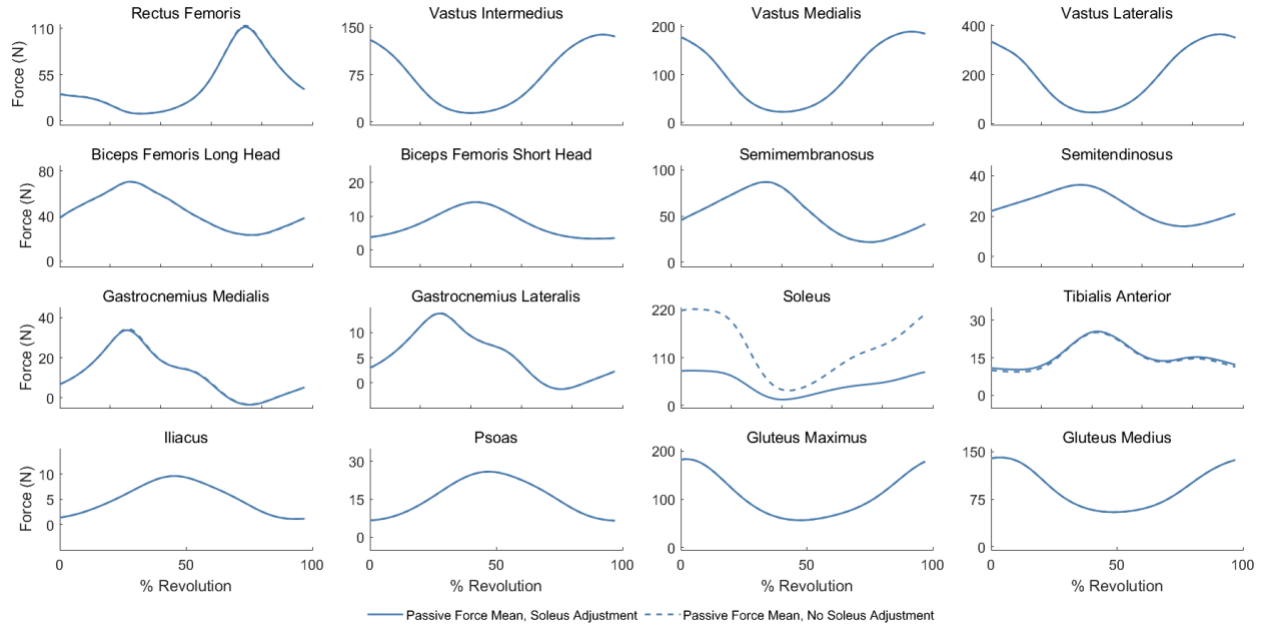 Rectus Femoris
Vastus Intermedius
Vastus Medialis
Vastus Lateralis
Force (N)
110
55
0
150
75
0
200
100
0
400
200
0
Biceps Femoris Long Head
Biceps Femoris Short Head
Semimembranosus
Semitendinosus
Force (N)
80
40
0
20
10
0
100
50
0
40
20
0
Gastrocnemius Medialis
Gastrocnemius Lateralis
Soleus
Tibialis Anterior
Force (N)
40
20
0
10
5
0
220
110
0
30
15
0
Iliacus
Psoas
Gluteus Maximus
Gluteus Medius
Force (N)
10
5
0
30
15
0
200
100
0
150
75
0
0 100
0 100
0 100
0 100
% Revolution
% Revolution
% Revolution
% Revolution
Passive Force Mean, Soleus Adjustment
Passive Force Mean, No Soleus Adjustment